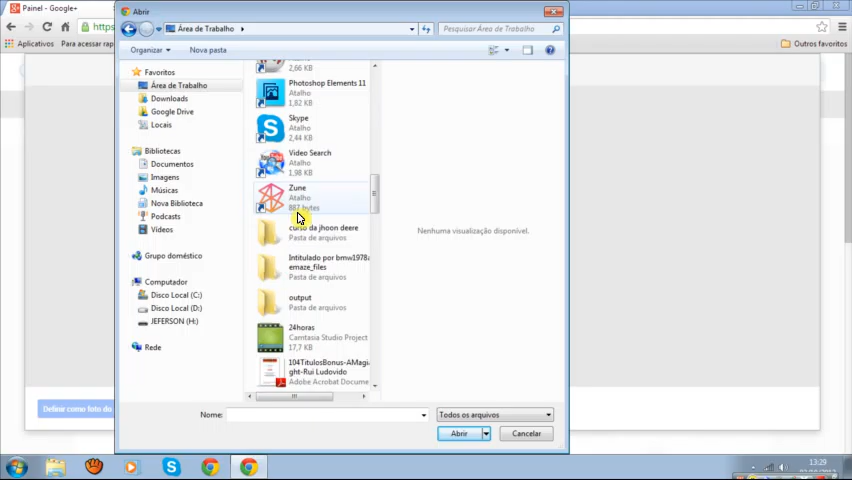 Painel - Google+
Abrir
https
Aplicativos
Para acessar rap
Outros favoritos
Área de Trabalho
Pesquisar Área de Trabalho
Organizar
Nova pasta
Favoritos
Área de Trabalho
Downloads
Google Drive
Locais
Bibliotecas
Documentos
Imagens
Músicas
Nova Biblioteca
Podcasts
Vídeos
Grupo doméstico
Computador
Disco Local (C:)
Disco Local (D:)
JEFERSON (H:)
Rede
2,66 KB
Photoshop Elements 11
Atalho
1,82 KB
Skype
Atalho
2,44 KB
Video Search
Atalho
1,98 KB
Zune
Atalho
887 bytes
curso da jhoon deere
Pasta de arquivos
Intitulado por bmw1978a
emaze_files
Pasta de arquivos
output
Pasta de arquivos
24horas
Camtasia Studio Project
17,7 KB
104TitulosBonus-AMagi
ght-Rui Ludovido
Adobe Acrobat Docume
Nenhuma visualização disponível.
Definir como foto do
Nome:
Todos os arquivos
Abrir
Cancelar
13:29